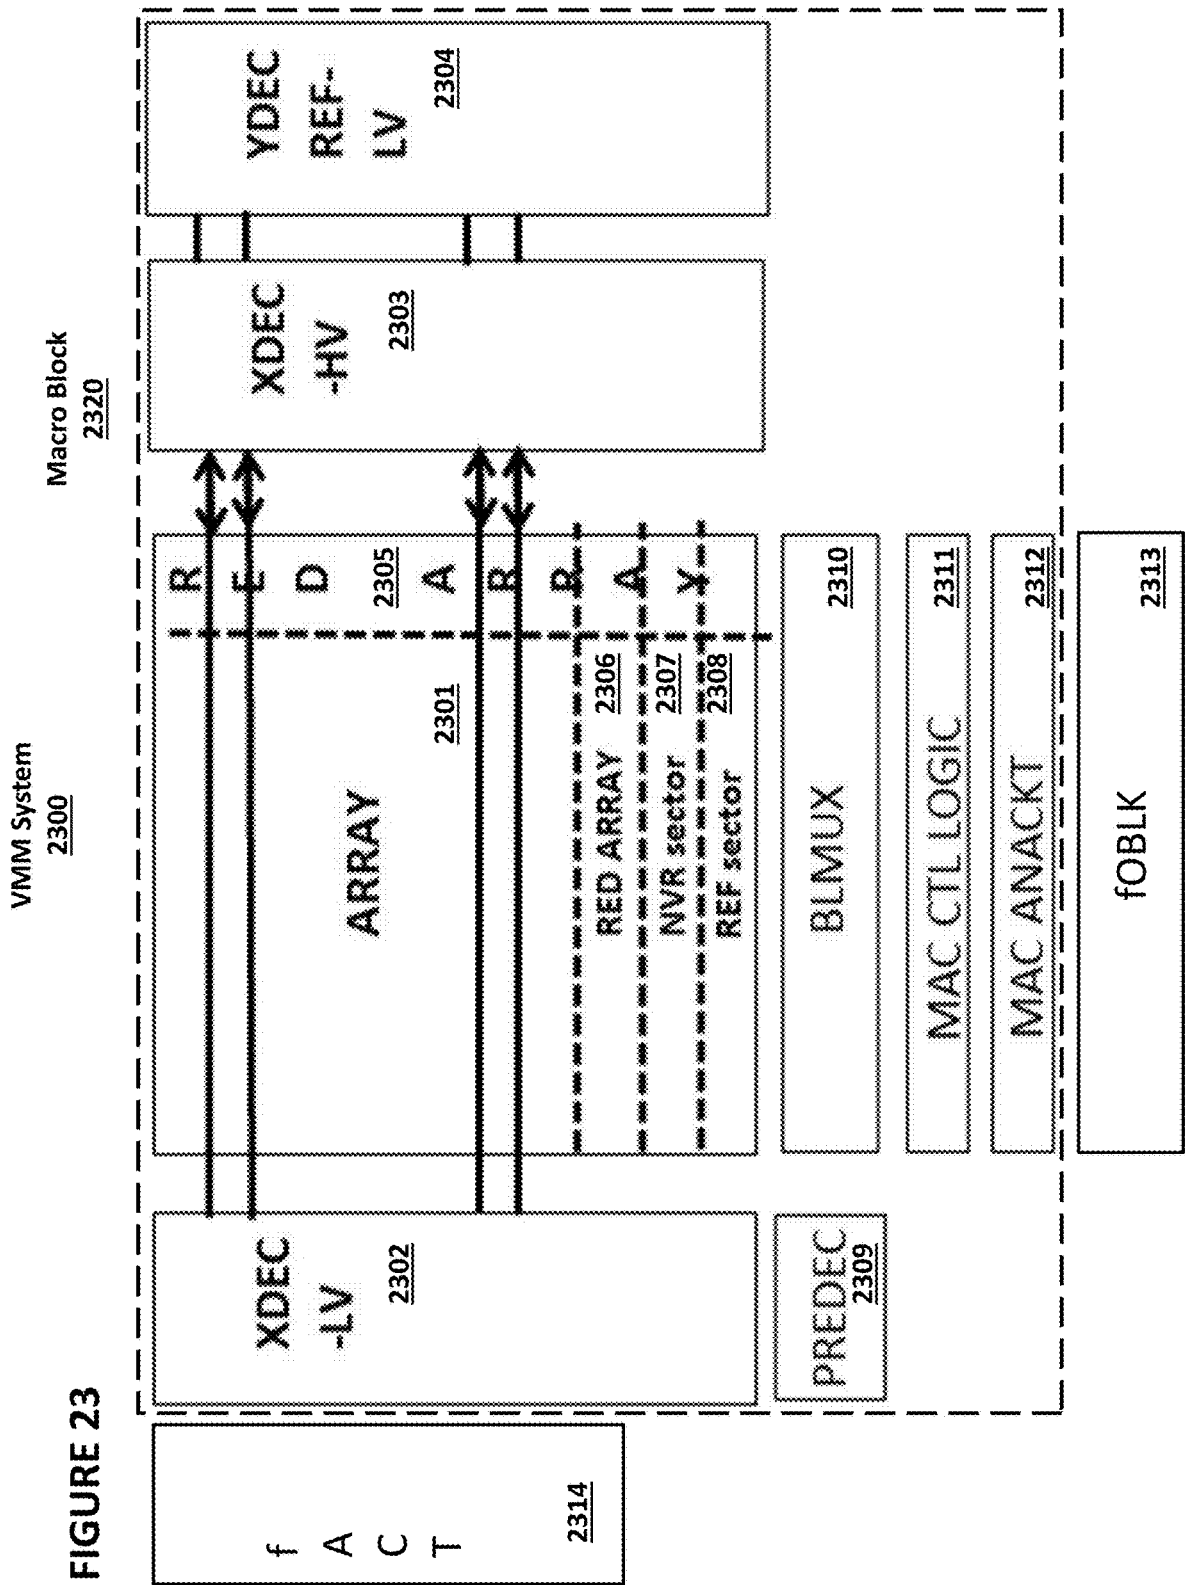 FIGURE 23
VMM System
2300
Macro Block
2320
f
A
C
T
2314
XDEC
-LV
2302
ARRAY
2301
R
E
D
A
R
R
A
Y
2305
RED ARRAY
2306
NVR sector
2307
REF sector
2308
XDEC
-HV
2303
YDEC
REF-
LV
2304
PREDEC
2309
BLMUX
2310
MAC CTL LOGIC
2311
MAC ANACKT
2312
fOBLK
2313